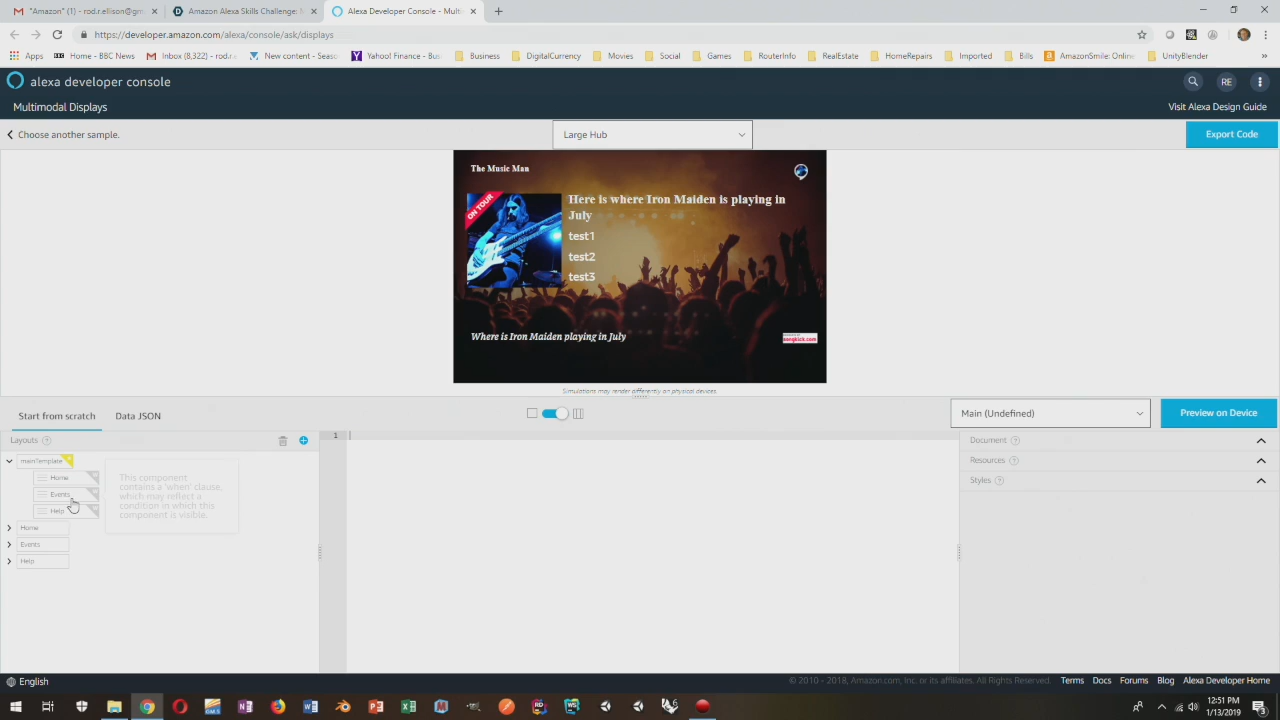 "Amazon" (1) - rod.r.ellison@gm
Amazon Alexa Skills Challenge: M
Alexa Developer Console - Mult
https://developer.amazon.com/alexa/console/ask/displays
Apps
Home - BBC News
Inbox (8,322) - rod.r
New content - Seaso
Yahoo! Finance - Bus
Business
DigitalCurrency
Movies
Social
Games
RouterInfo
RealEstate
HomeRepairs
Imported
Bills
AmazonSmile: Online
UnityBlender
alexa developer console
RE
Multimodal Displays
Visit Alexa Design Guide
Choose another sample.
Large Hub
Export Code
The Music Man
ON TOUR
Here is where Iron Maiden is playing in
July
test1
test2
test3
Where is Iron Maiden playing in July
songkick.com
Simulations may render differently on physical devices.
Start from scratch
Data JSON
Main (Undefined)
Preview on Device
Layouts
1
Document
mainTemplate
Resources
Home
This component
contains a 'when' clause,
which may reflect a
condition in which this
component is visible.
Styles
Events
Help
Home
Events
Help
English
© 2010 - 2018, Amazon.com, Inc. or its affiliates. All Rights Reserved.
Terms
Docs
Forums
Blog
Alexa Developer Home
12:51 PM
1/13/2019